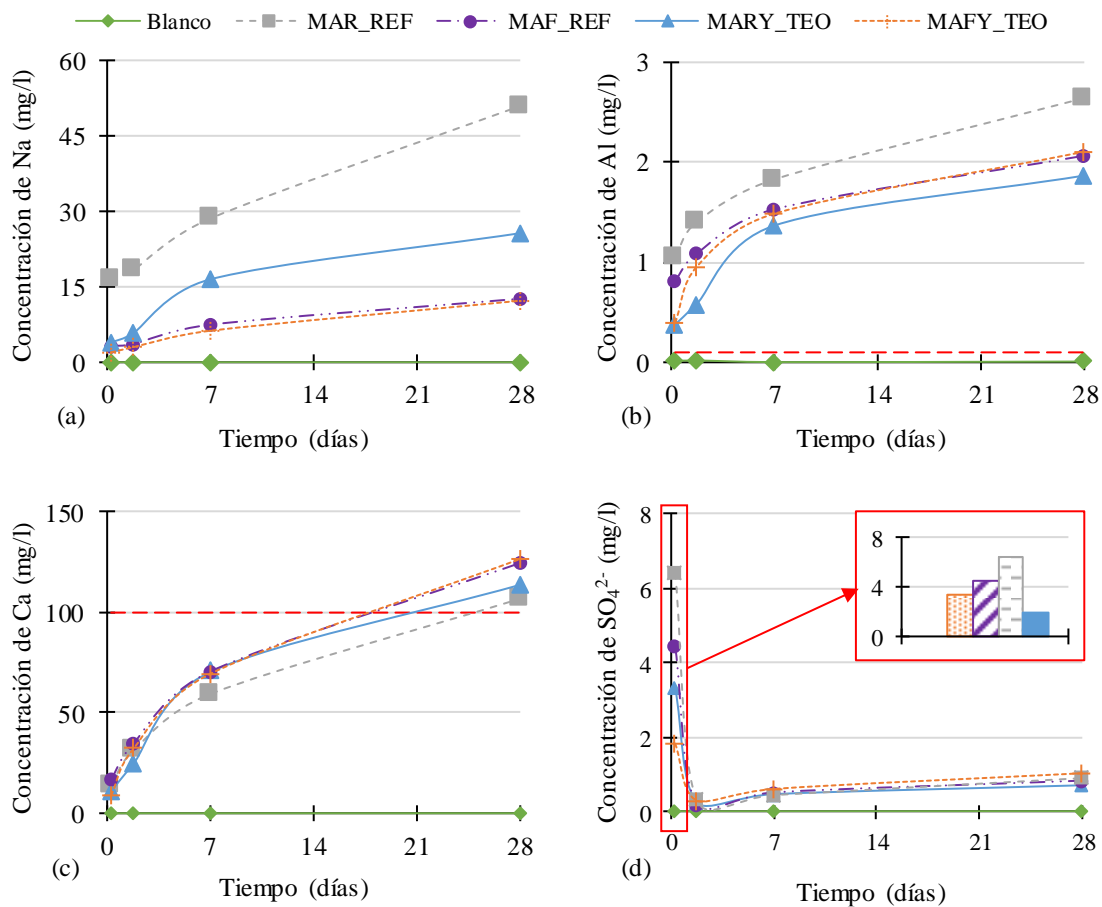 Blanco MAR_REF MAF_REF MARY_TEO MAFY_TEO
Concentración de Na (mg/l)
60
45
30
15
0
0 7 14 21 28
(a)
Tiempo (días)
Concentración de Al (mg/l)
3
2
1
0
0 7 14 21 28
(b)
Tiempo (días)
Concentración de Ca (mg/l)
150
100
50
0
0 7 14 21 28
(c)
Tiempo (días)
Concentración de SO₄²⁻ (mg/l)
8
6
4
2
0
0 7 14 21 28
(d)
Tiempo (días)
8
4
0